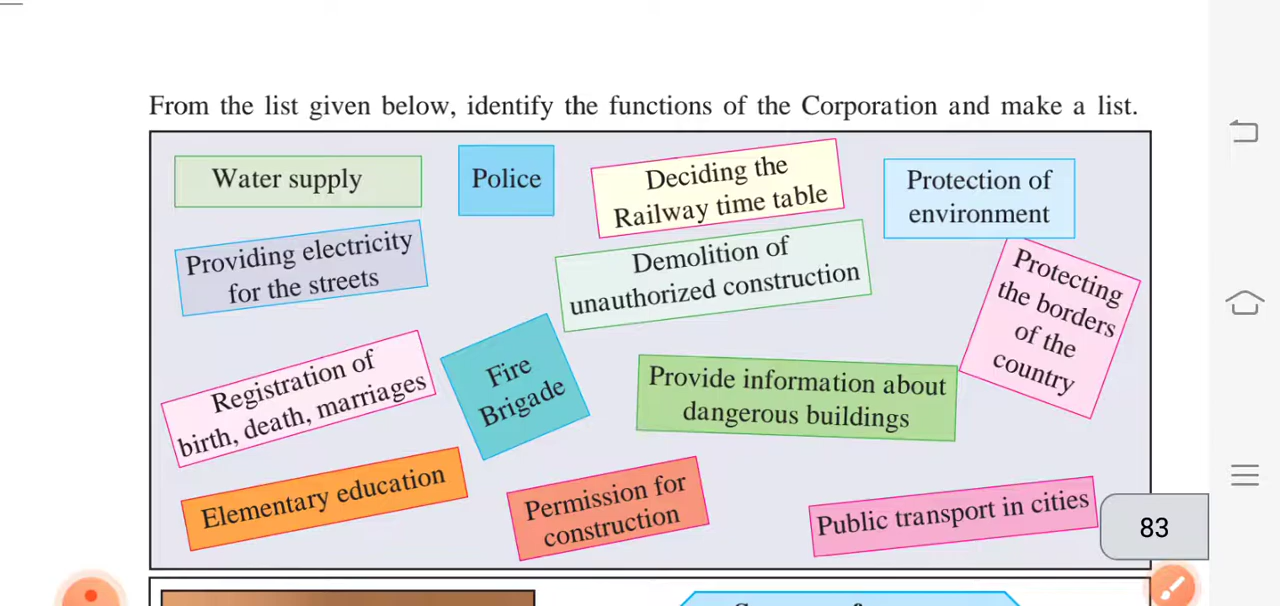 From the list given below, identify the functions of the Corporation and make a list.
Water supply
Police
Deciding the
Railway time table
Protection of
environment
Providing electricity
for the streets
Demolition of
unauthorized construction
Protecting
the borders
of the
country
Registration of
birth, death, marriages
Fire
Brigade
Provide information about
dangerous buildings
Elementary education
Permission for
construction
Public transport in cities
83